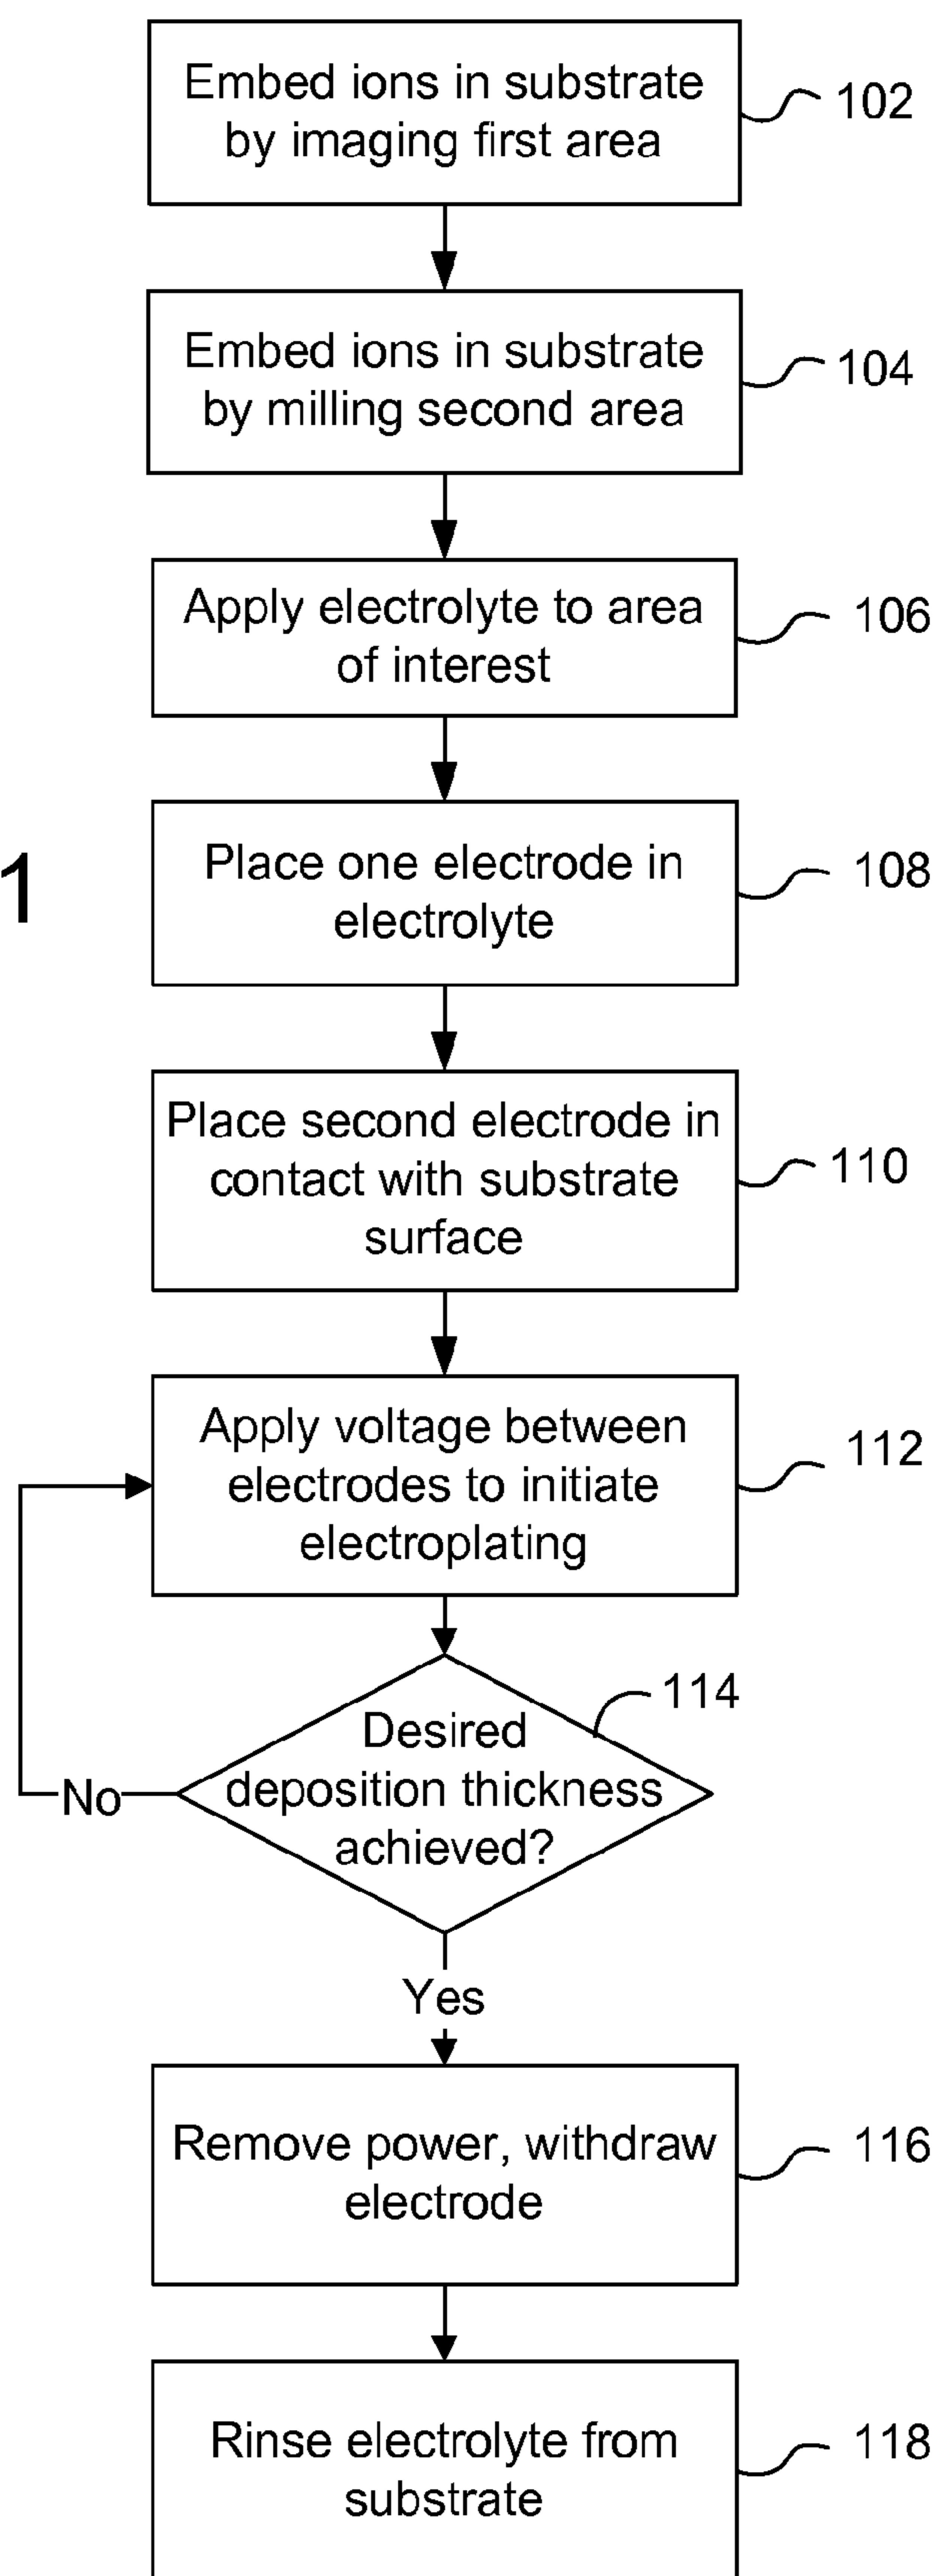 Embed ions in substrate
by imaging first area
102
Embed ions in substrate
by milling second area
104
Apply electrolyte to area
of interest
106
1
Place one electrode in
electrolyte
108
Place second electrode in
contact with substrate
surface
110
Apply voltage between
electrodes to initiate
electroplating
112
114
Desired
deposition thickness
achieved?
No
Yes
Remove power, withdraw
electrode
116
Rinse electrolyte from
substrate
118